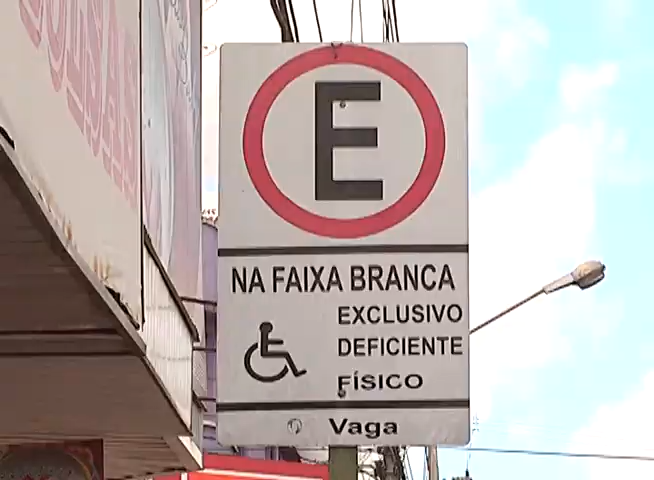 E
NA FAIXA BRANCA
EXCLUSIVO
DEFICIENTE
FÍSICO
Vaga